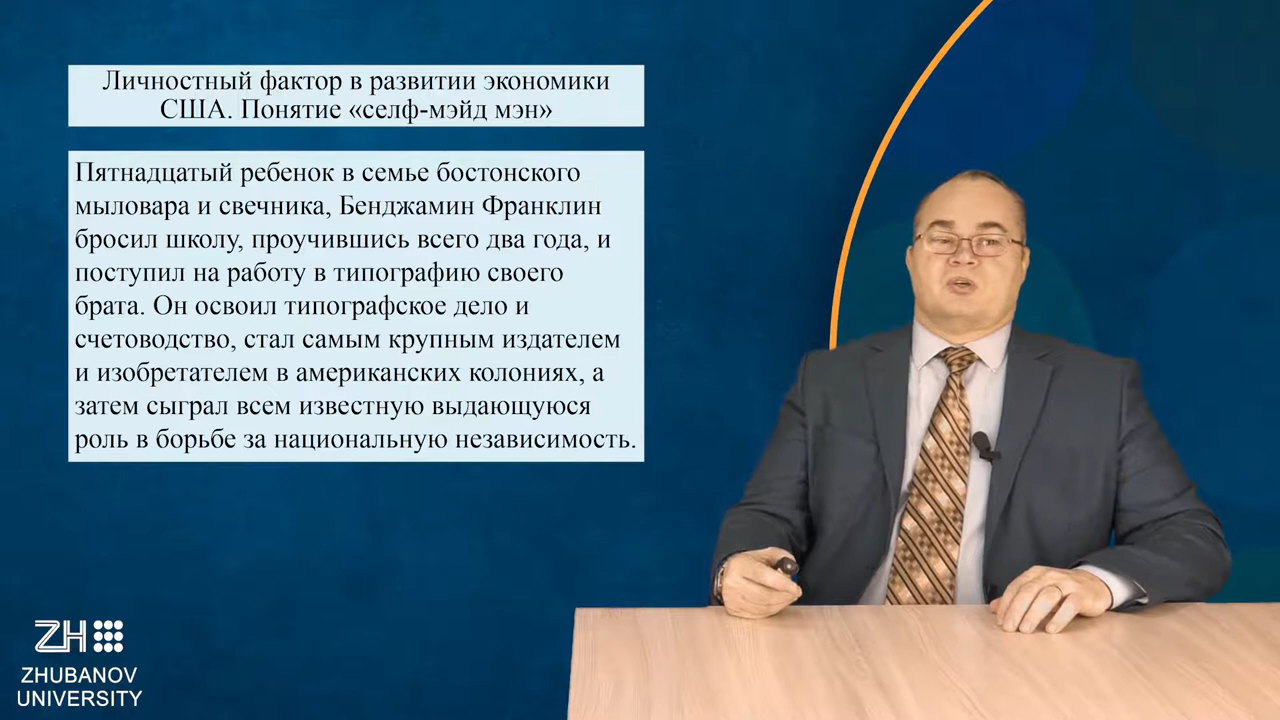 Личностный фактор в развитии экономики
США. Понятие «селф-мэйд мэн»
Пятнадцатый ребенок в семье бостонского
мыловара и свечника, Бенджамин Франклин
бросил школу, проучившись всего два года, и
поступил на работу в типографию своего
брата. Он освоил типографское дело и
счетоводство, стал самым крупным издателем
и изобретателем в американских колониях, а
затем сыграл всем известную выдающуюся
роль в борьбе за национальную независимость.
ZH
ZHUBANOV
UNIVERSITY